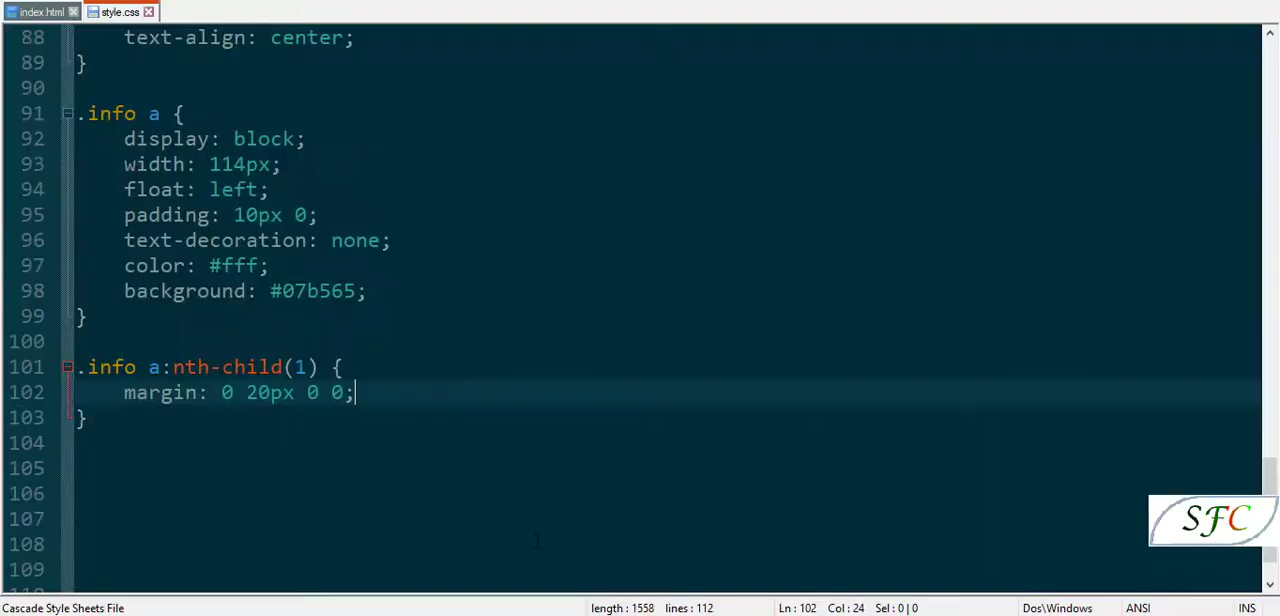 index.html style.css
88 text-align: center;
89 }
90
91 .info a {
92 display: block;
93 width: 114px;
94 float: left;
95 padding: 10px 0;
96 text-decoration: none;
97 color: #fff;
98 background: #07b565;
99 }
100
101 .info a:nth-child(1) {
102 margin: 0 20px 0 0;
103 }
104
105
106
107
108
109
SFC
Cascade Style Sheets File length : 1558 lines : 112 Ln : 102 Col : 24 Sel : 0 | 0 Dos\Windows ANSI INS